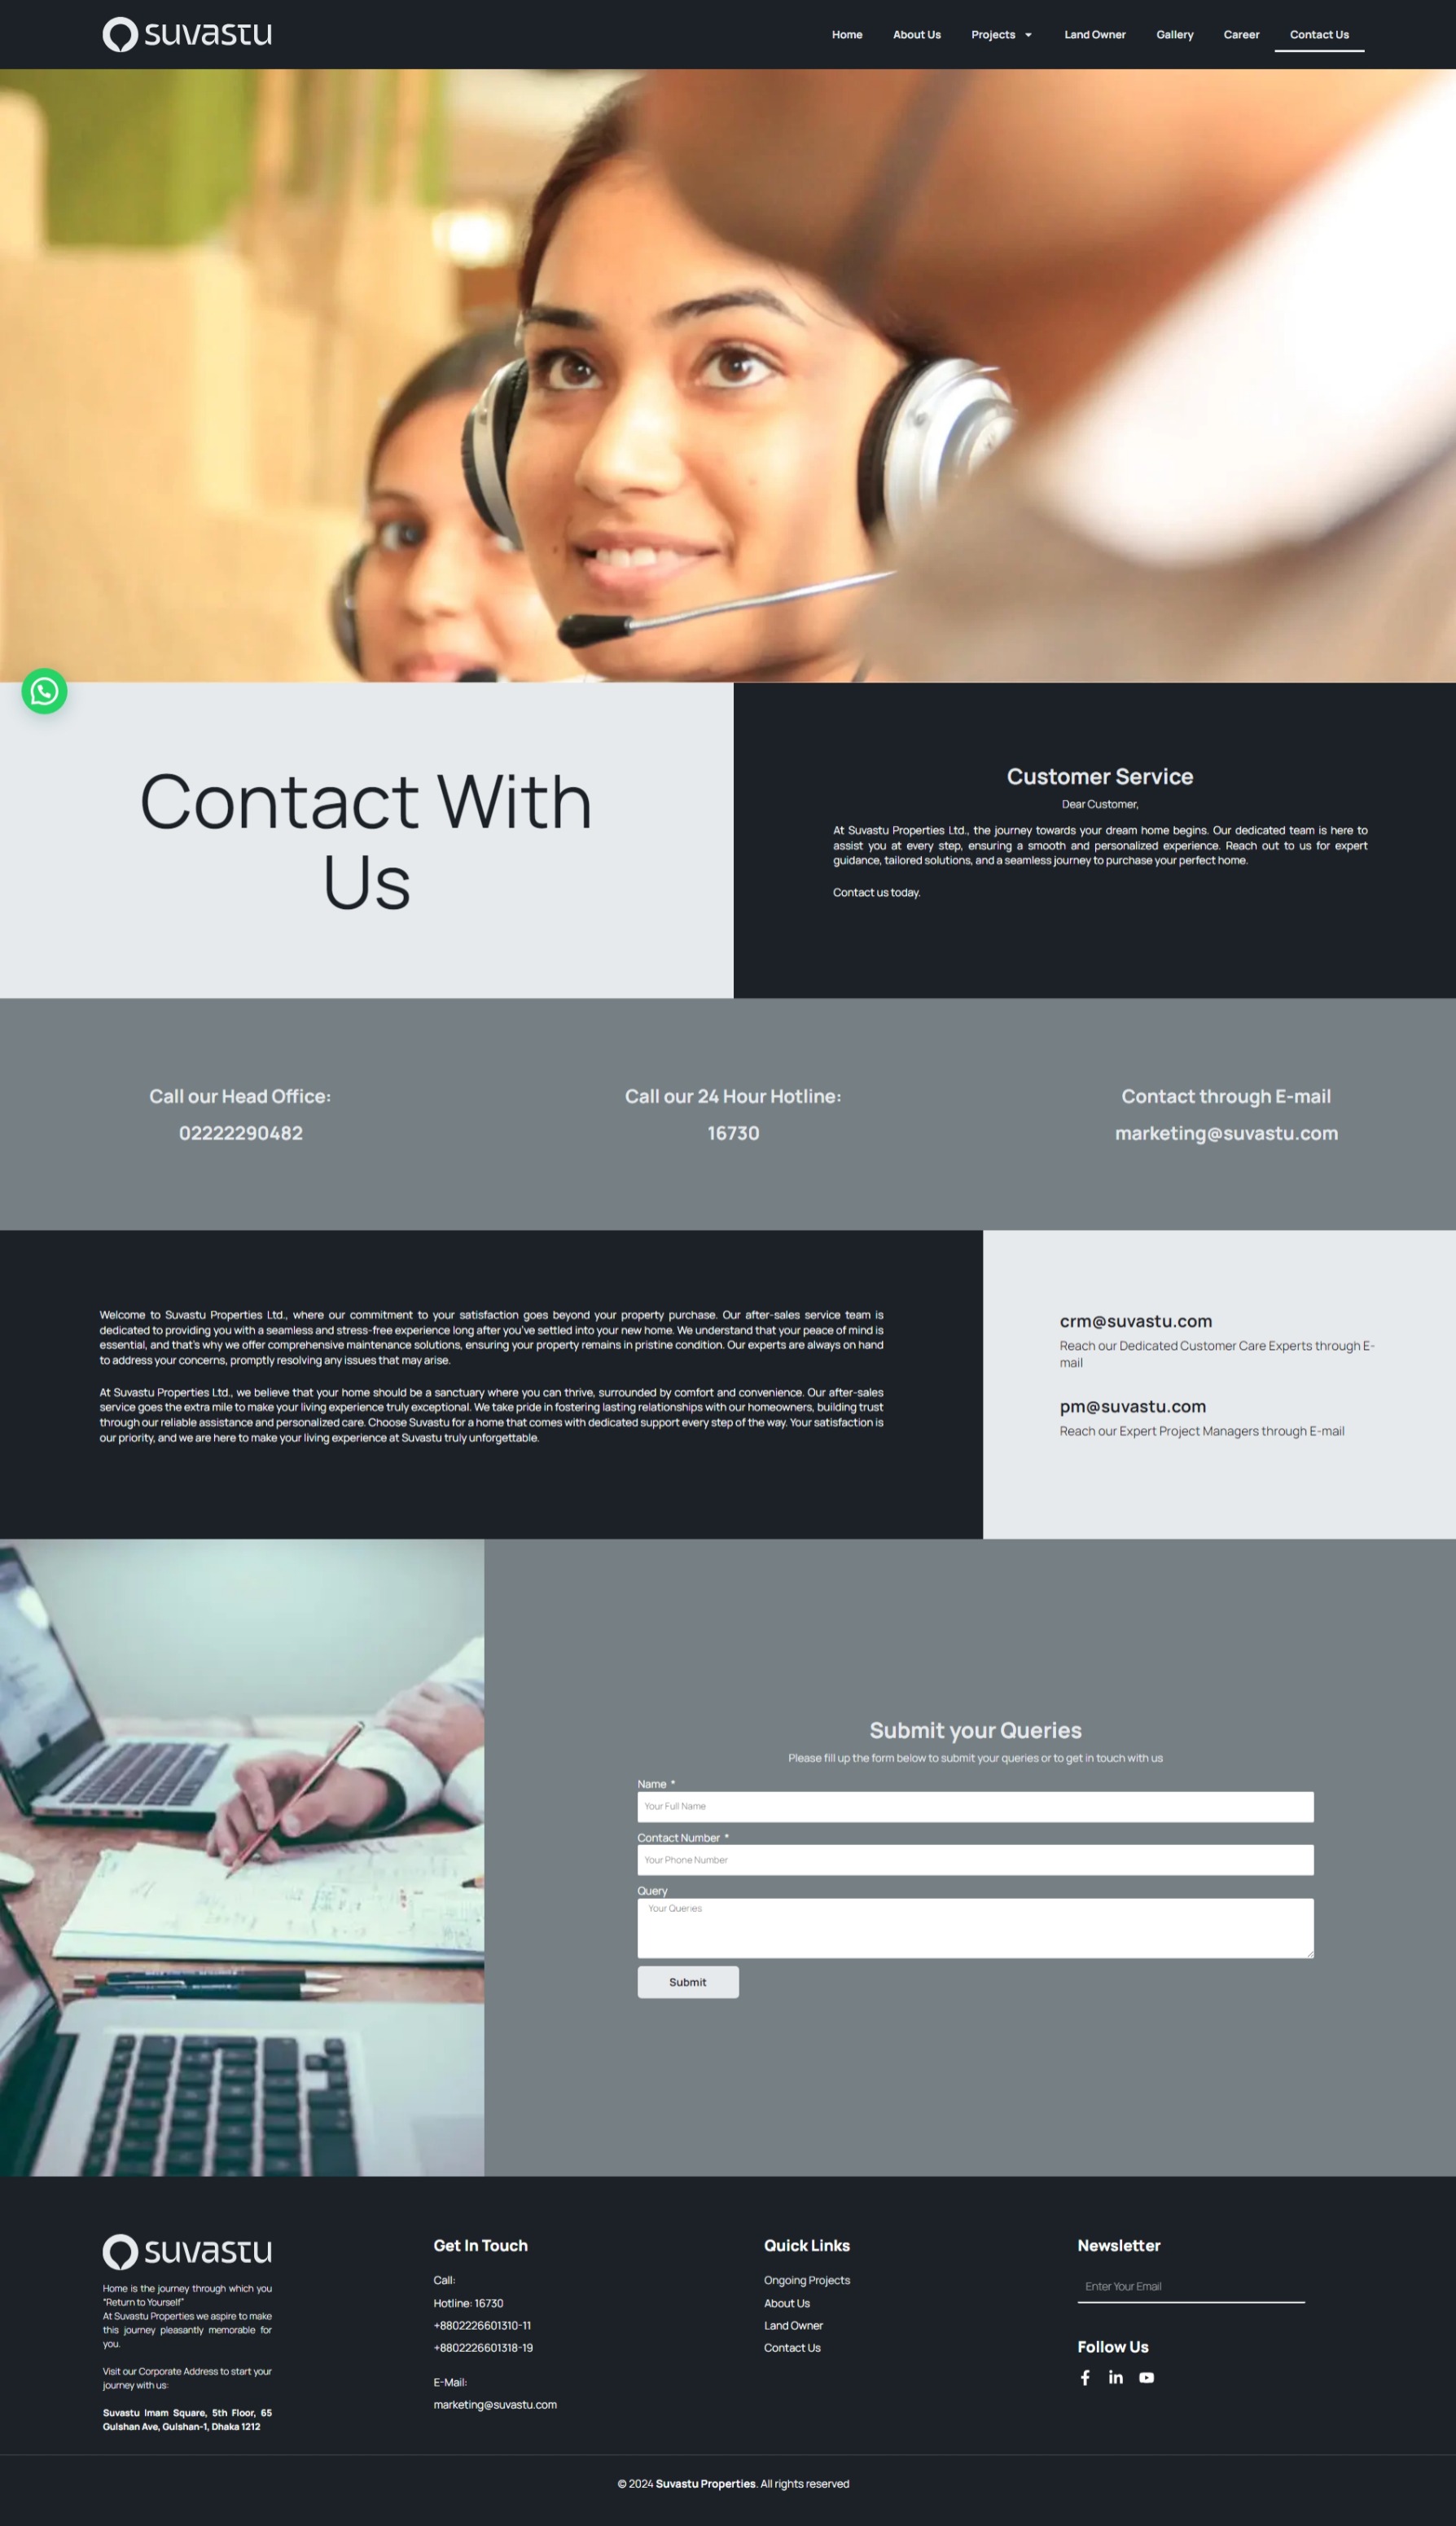 suvastu
Home About Us Projects Land Owner Gallery Career Contact Us
Contact With
Us
Customer Service
Dear Customer,
At Suvastu Properties Ltd., the journey towards your dream home begins. Our dedicated team is here to
assist you at every step, ensuring a smooth and personalized experience. Reach out to us for expert
guidance, tailored solutions, and a seamless journey to purchase your perfect home.
Contact us today.
Call our Head Office:
02222290482
Call our 24 Hour Hotline:
16730
Contact through E-mail
marketing@suvastu.com
Welcome to Suvastu Properties Ltd., where our commitment to your satisfaction goes beyond your property purchase. Our after-sales service team is
dedicated to providing you with a seamless and stress-free experience long after you've settled into your new home. We understand that your peace of mind is
essential, and that's why we offer comprehensive maintenance solutions, ensuring your property remains in pristine condition. Our experts are always on hand
to address your concerns, promptly resolving any issues that may arise.
At Suvastu Properties Ltd., we believe that your home should be a sanctuary where you can thrive, surrounded by comfort and convenience. Our after-sales
service goes the extra mile to make your living experience truly exceptional. We take pride in fostering lasting relationships with our homeowners, building trust
through our reliable assistance and personalized care. Choose Suvastu for a home that comes with dedicated support every step of the way. Your satisfaction is
our priority, and we are here to make your living experience at Suvastu truly unforgettable.
crm@suvastu.com
Reach our Dedicated Customer Care Experts through E-
mail
pm@suvastu.com
Reach our Expert Project Managers through E-mail
Submit your Queries
Please fill up the form below to submit your queries or to get in touch with us
Name *
Your Full Name
Contact Number *
Your Phone Number
Query
Your Queries
Submit
suvastu
Home is the journey through which you
"Return to Yourself"
At Suvastu Properties we aspire to make
this journey pleasantly memorable for
you.
Visit our Corporate Address to start your
journey with us:
Suvastu Imam Square, 5th Floor, 65
Gulshan Ave, Gulshan-1, Dhaka 1212
Get In Touch
Call:
Hotline: 16730
+8802226601310-11
+8802226601318-19
E-Mail:
marketing@suvastu.com
Quick Links
Ongoing Projects
About Us
Land Owner
Contact Us
Newsletter
Enter Your Email
Follow Us
© 2024 Suvastu Properties. All rights reserved